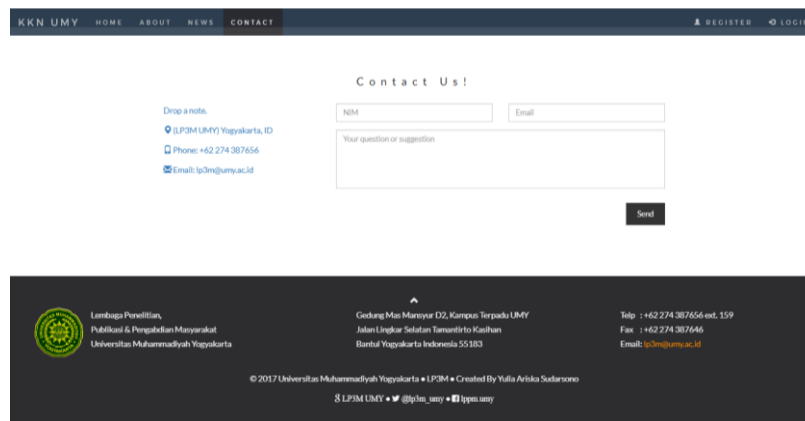 KKN UMY HOME ABOUT NEWS CONTACT REGISTER LOGIN
Contact Us!
Drop a note.
(LP3M UMY) Yogyakarta, ID
Phone: +62 274 387656
Email: lp3m@umy.ac.id
NIM
Email
Your question or suggestion
Send
Lembaga Penelitian,
Publikasi & Pengabdian Masyarakat
Universitas Muhammadiyah Yogyakarta
Gedung Mas Mansyur D2, Kampus Terpadu UMY
Jalan Lingkar Selatan Tamantirto Kasihan
Bantul Yogyakarta Indonesia 55183
Telp : +62 274 387656 ext. 159
Fax : +62 274 387646
Email: lp3m@umy.ac.id
© 2017 Universitas Muhammadiyah Yogyakarta ● LP3M ● Created By Yulia Ariska Sudarsono
LP3M UMY ● @lp3m_umy ● lppm.umy